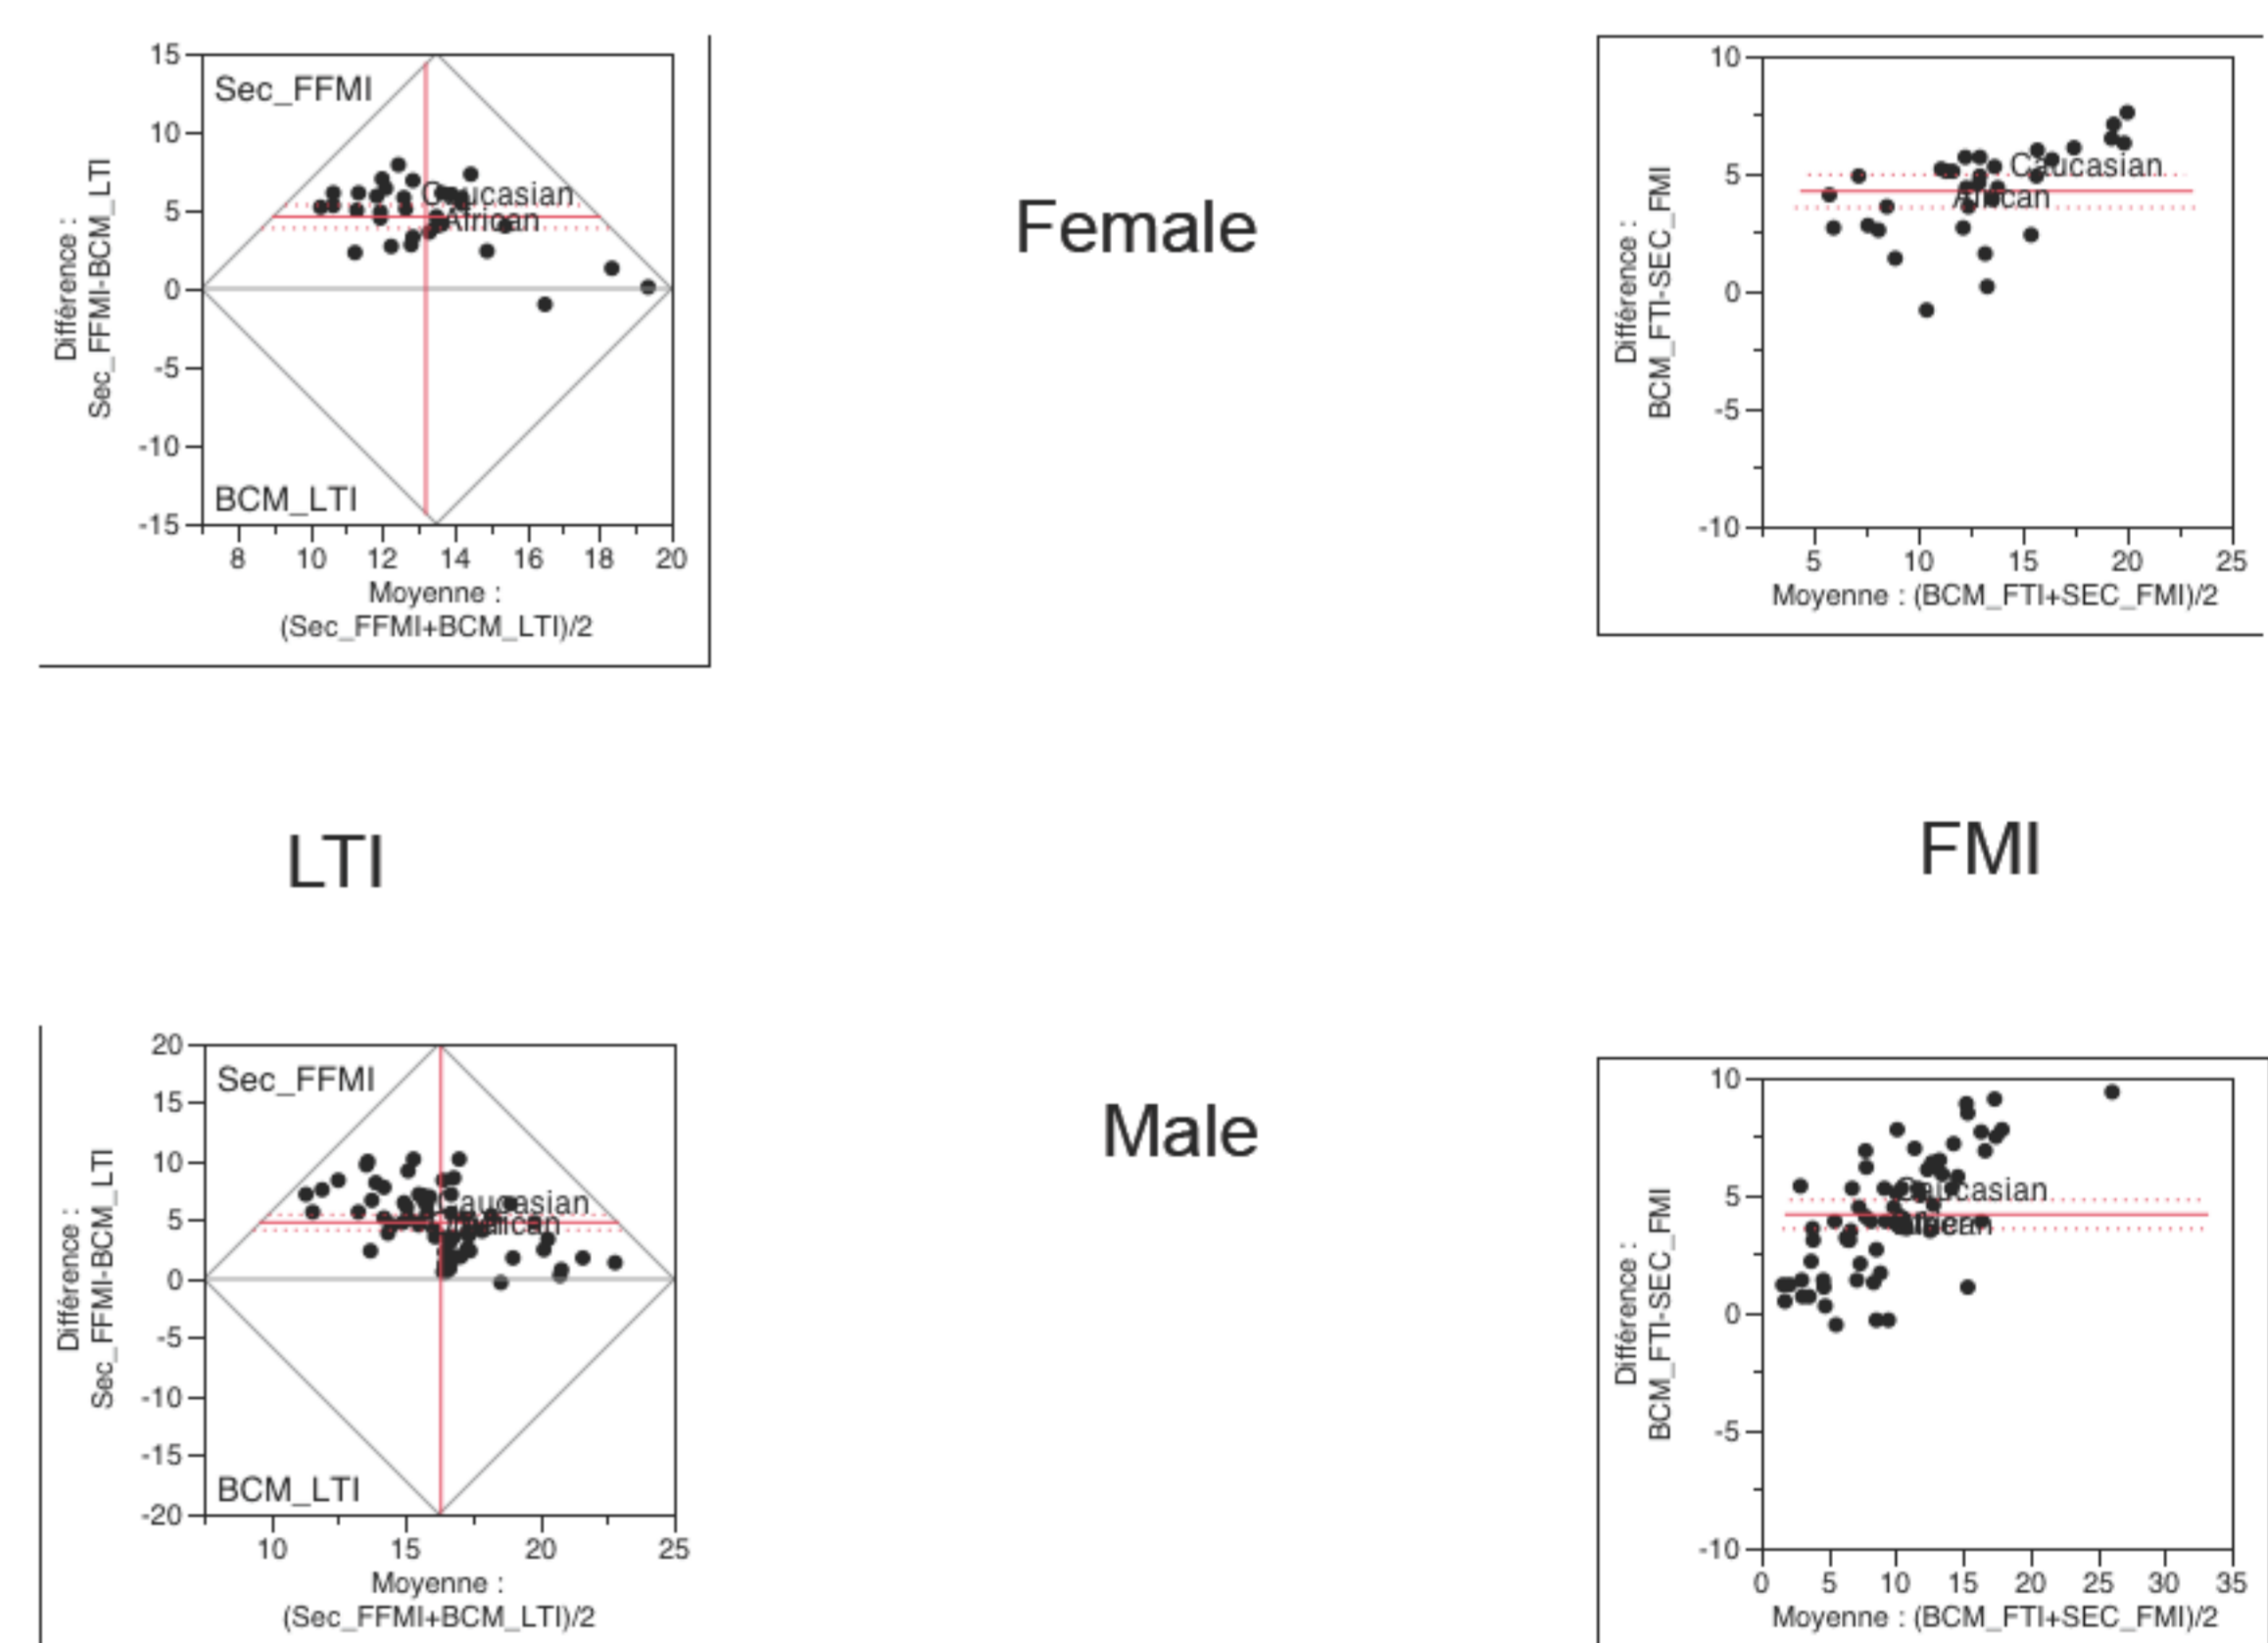 15
10
5
0
-5
-10
-15
Sec_FFMI
Caucasian
African
BCM_LTI
Différence :
Sec_FFMI-BCM_LTI
8 10 12 14 16 18 20
Moyenne :
(Sec_FFMI+BCM_LTI)/2
Female
10
5
0
-5
-10
Caucasian
African
Différence :
BCM_FTI-SEC_FMI
5 10 15 20 25
Moyenne : (BCM_FTI+SEC_FMI)/2
LTI
FMI
20
15
10
5
0
-5
-10
-15
-20
Sec_FFMI
Caucasian
BCM_LTI
Différence :
Sec_FFMI-BCM_LTI
10 15 20 25
Moyenne :
(Sec_FFMI+BCM_LTI)/2
Male
10
5
0
-5
-10
Caucasian
Différence :
BCM_FTI-SEC_FMI
0 5 10 15 20 25 30 35
Moyenne : (BCM_FTI+SEC_FMI)/2